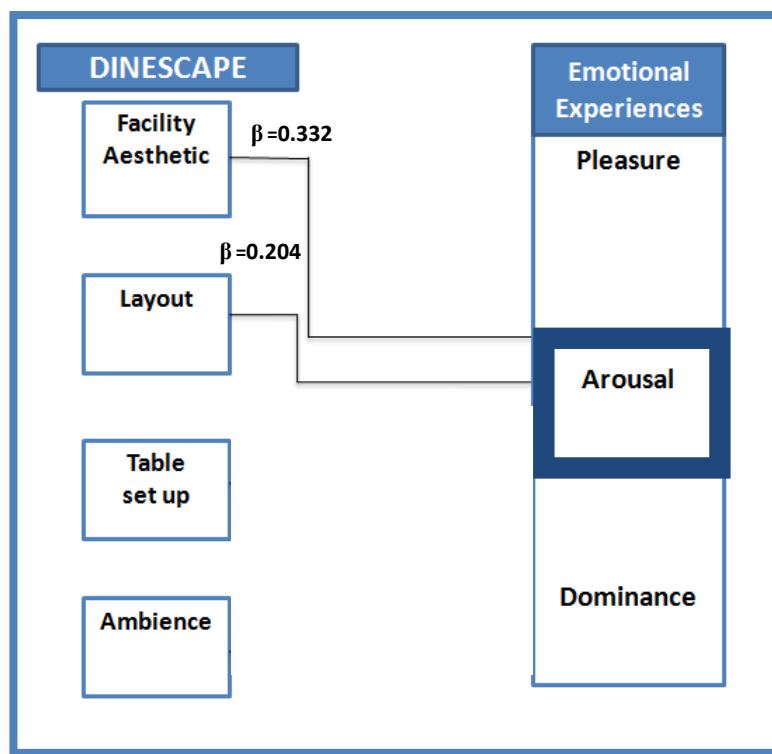 DINESCAPE
Facility
Aesthetic
β =0.332
β =0.204
Layout
Table
set up
Ambience
Emotional
Experiences
Pleasure
Arousal
Dominance